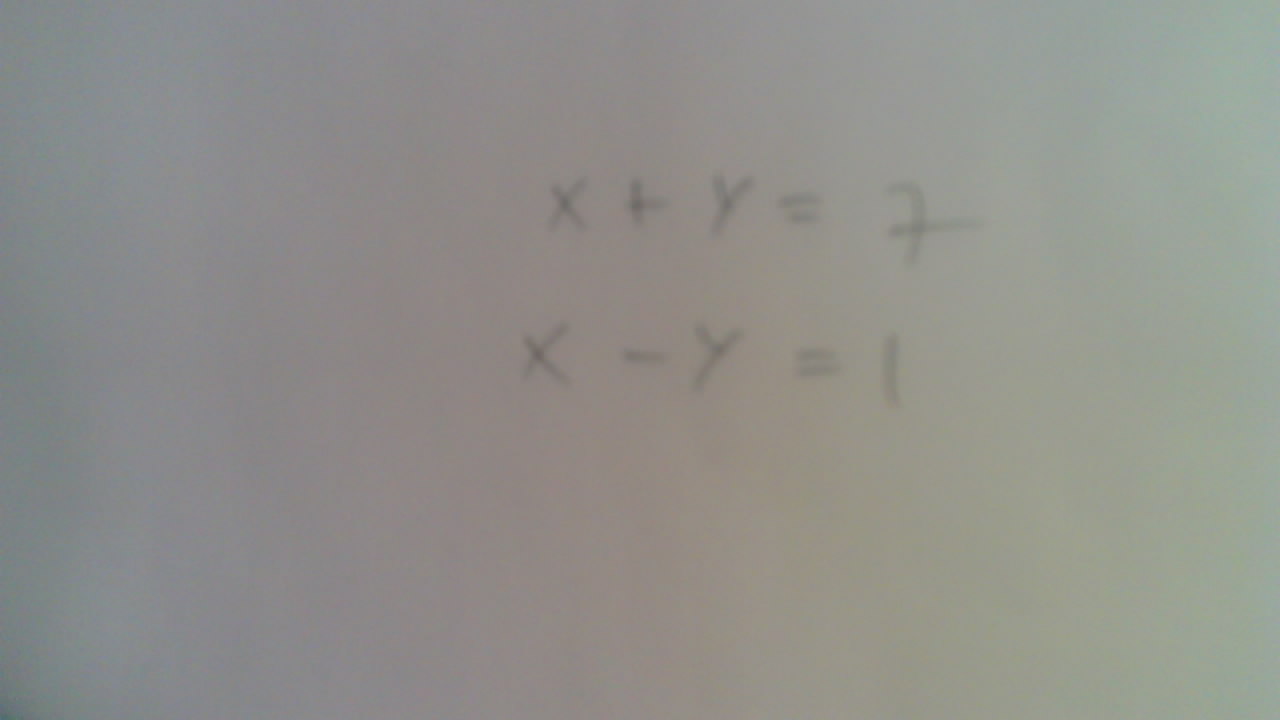 x + y = 7
x - y = 1